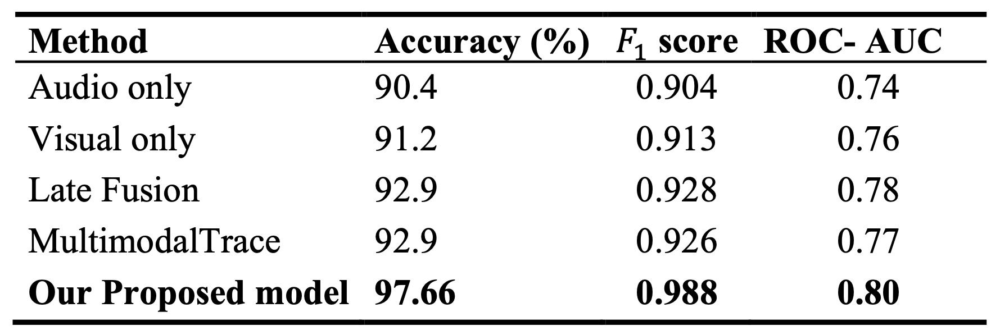 Method Accuracy (%) F₁ score ROC- AUC
Audio only 90.4 0.904 0.74
Visual only 91.2 0.913 0.76
Late Fusion 92.9 0.928 0.78
MultimodalTrace 92.9 0.926 0.77
Our Proposed model 97.66 0.988 0.80